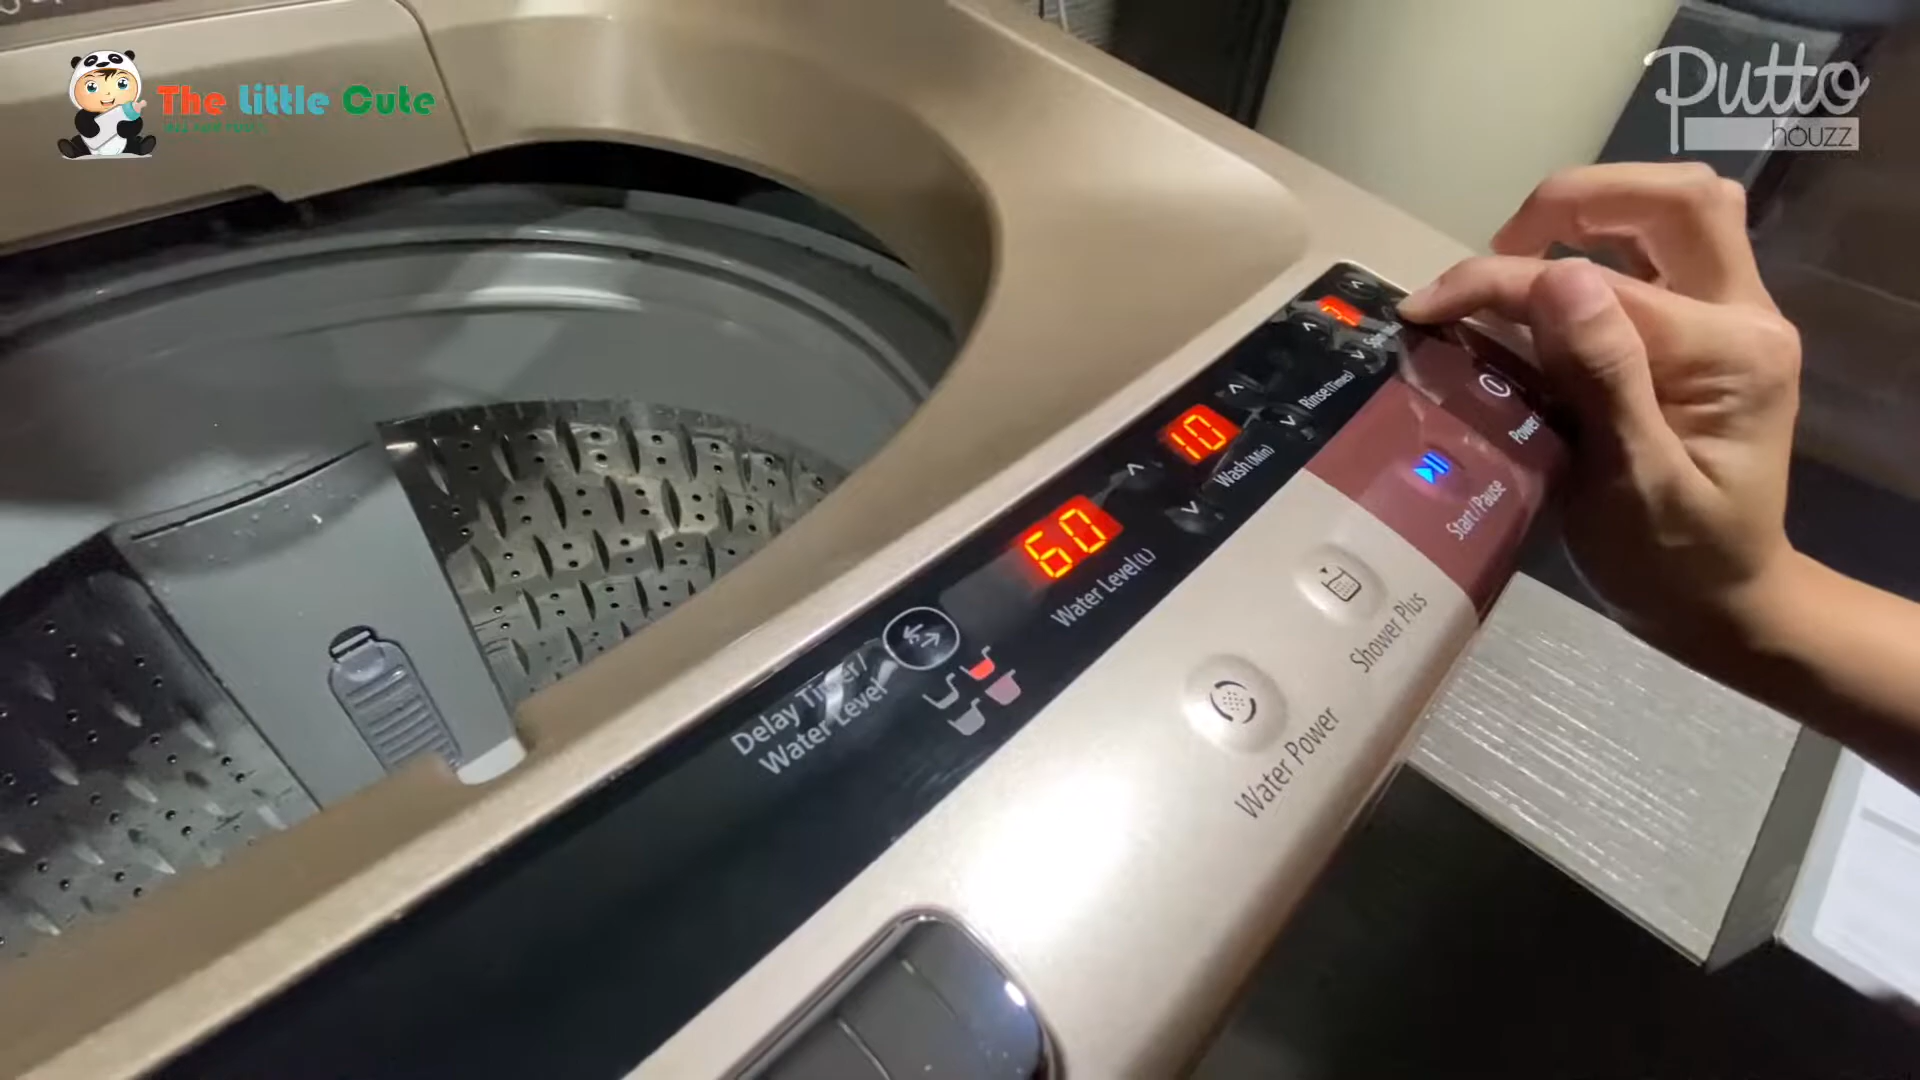 The Little Cute
Putto
houzz
60
10
Spin
Rinse (Times)
Wash (Min)
Water Level (L)
Delay Timer /
Water Level
Power
Start/Pause
Shower Plus
Water Power